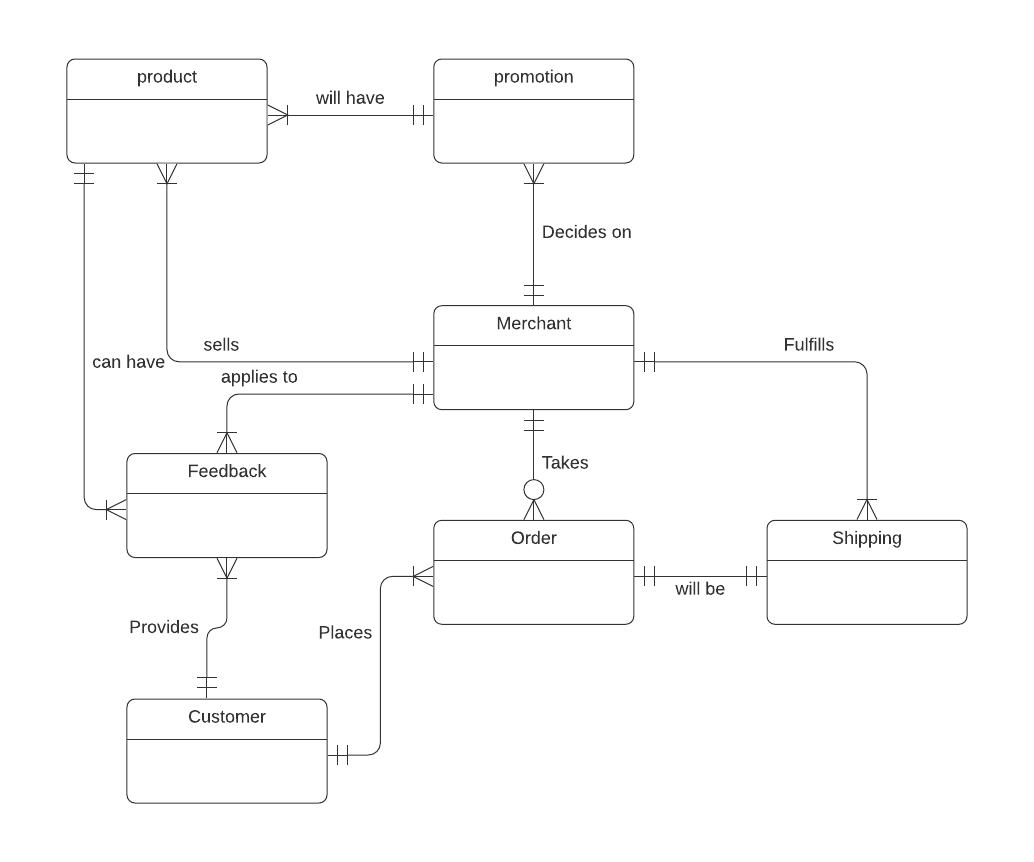 product
promotion
will have
Decides on
Merchant
sells
Fulfills
can have
applies to
Takes
Feedback
Order
Shipping
will be
Provides
Places
Customer